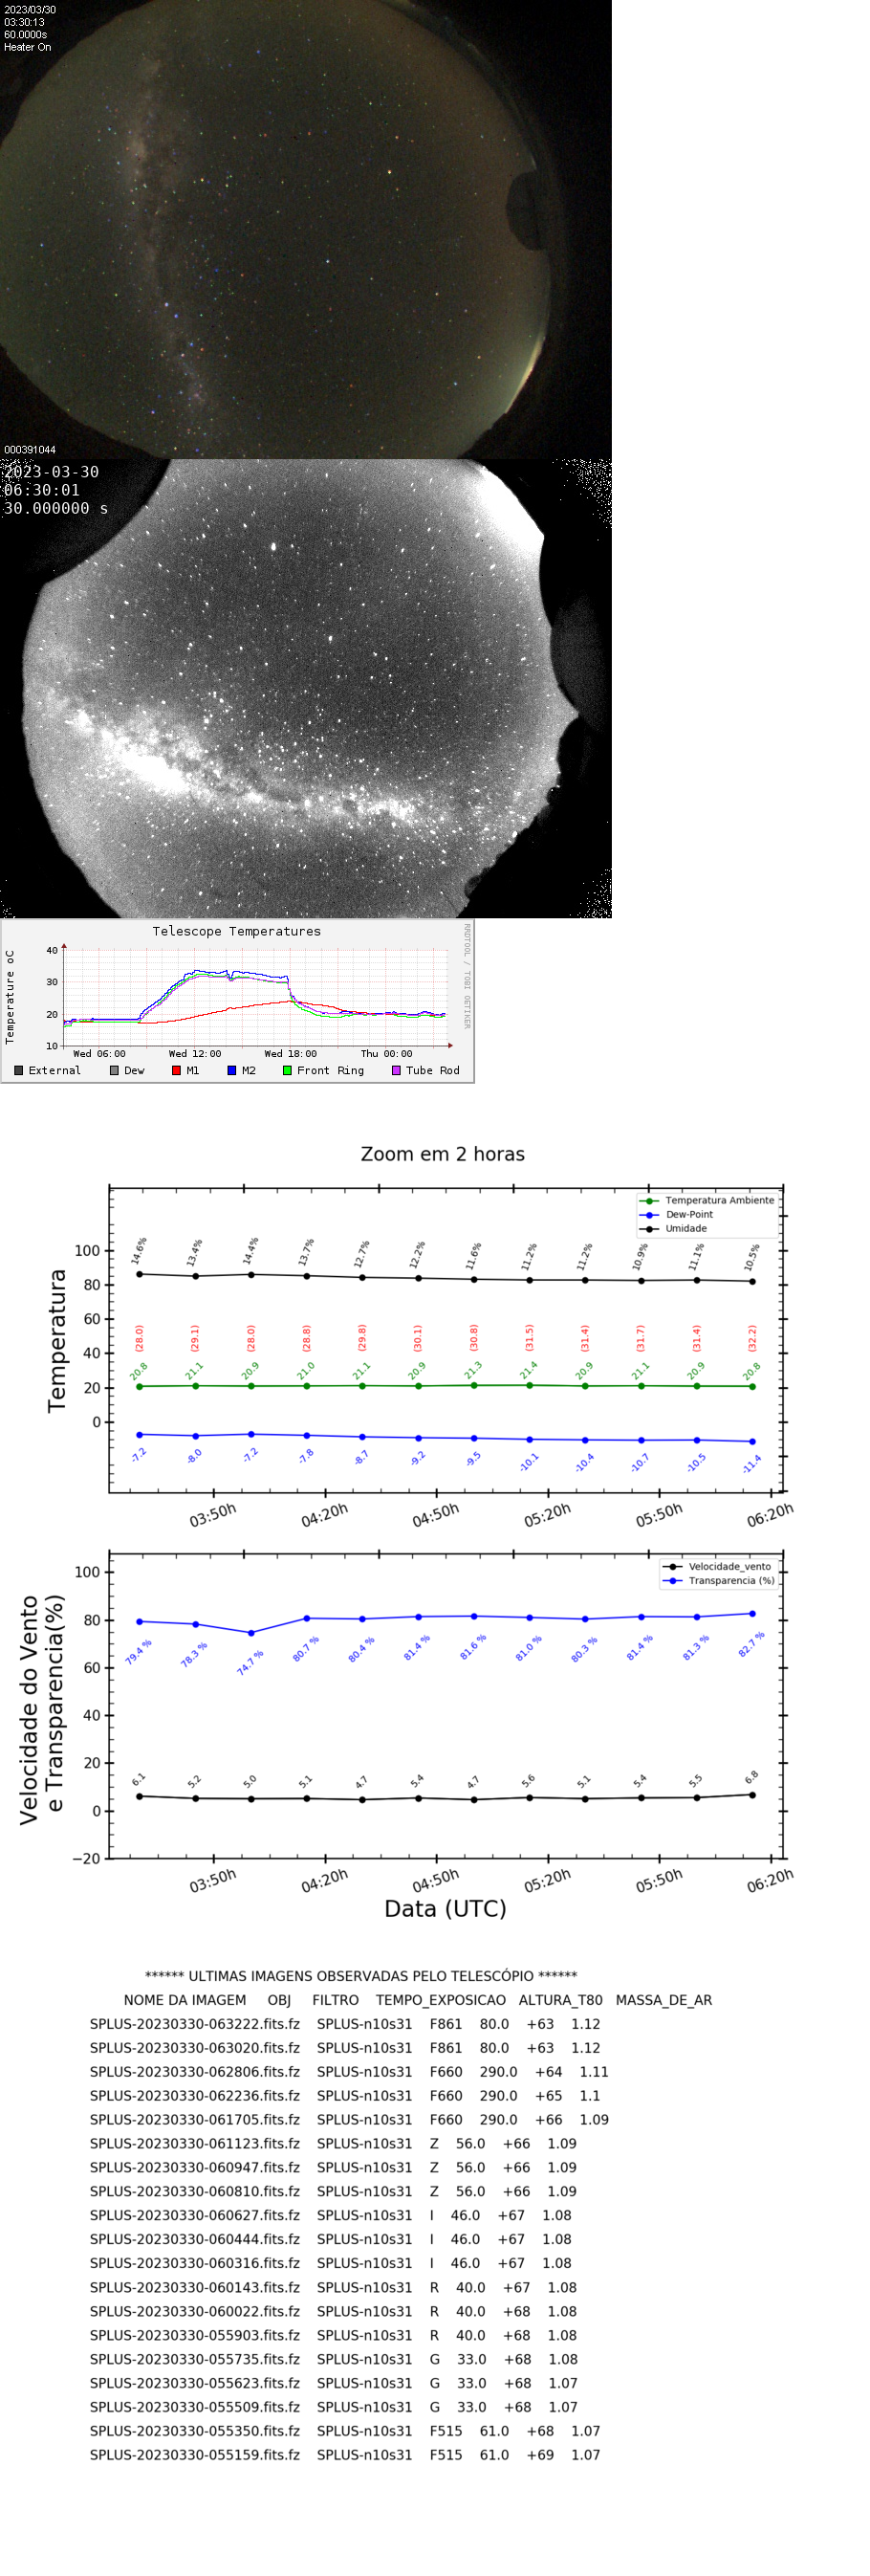 2023/03/30
03:30:13
60.0000s
Heater On
000391044
2023-03-30
06:30:01
30.000000 s
Telescope Temperatures
RRDTOOL / TOBI OETIKER
Temperature oC
40
30
20
10
Wed 06:00 Wed 12:00 Wed 18:00 Thu 00:00
External Dew M1 M2 Front Ring Tube Rod
Zoom em 2 horas
Temperatura Ambiente
Dew-Point
Umidade
Temperatura
100
80
60
40
20
0
14.6% 13.4% 14.4% 13.7% 12.7% 12.2% 11.6% 11.2% 11.2% 10.9% 11.1% 10.5%
(28.0) (29.1) (28.0) (28.8) (29.8) (30.1) (30.8) (31.5) (31.4) (31.7) (31.4) (32.2)
20.8 21.1 20.9 21.0 21.1 20.9 21.3 21.4 20.9 21.1 20.9 20.8
-7.2 -8.0 -7.2 -7.8 -8.7 -9.2 -9.5 -10.1 -10.4 -10.7 -10.5 -11.4
03:50h 04:20h 04:50h 05:20h 05:50h 06:20h
Velocidade_vento
Transparencia (%)
Velocidade do Vento
e Transparencia(%)
100
80
60
40
20
0
−20
79.4 % 78.3 % 74.7 % 80.7 % 80.4 % 81.4 % 81.6 % 81.0 % 80.3 % 81.4 % 81.3 % 82.7 %
6.1 5.2 5.0 5.1 4.7 5.4 4.7 5.6 5.1 5.4 5.5 6.8
03:50h 04:20h 04:50h 05:20h 05:50h 06:20h
Data (UTC)
****** ULTIMAS IMAGENS OBSERVADAS PELO TELESCÓPIO ******
NOME DA IMAGEM OBJ FILTRO TEMPO_EXPOSICAO ALTURA_T80 MASSA_DE_AR
SPLUS-20230330-063222.fits.fz SPLUS-n10s31 F861 80.0 +63 1.12
SPLUS-20230330-063020.fits.fz SPLUS-n10s31 F861 80.0 +63 1.12
SPLUS-20230330-062806.fits.fz SPLUS-n10s31 F660 290.0 +64 1.11
SPLUS-20230330-062236.fits.fz SPLUS-n10s31 F660 290.0 +65 1.1
SPLUS-20230330-061705.fits.fz SPLUS-n10s31 F660 290.0 +66 1.09
SPLUS-20230330-061123.fits.fz SPLUS-n10s31 Z 56.0 +66 1.09
SPLUS-20230330-060947.fits.fz SPLUS-n10s31 Z 56.0 +66 1.09
SPLUS-20230330-060810.fits.fz SPLUS-n10s31 Z 56.0 +66 1.09
SPLUS-20230330-060627.fits.fz SPLUS-n10s31 I 46.0 +67 1.08
SPLUS-20230330-060444.fits.fz SPLUS-n10s31 I 46.0 +67 1.08
SPLUS-20230330-060316.fits.fz SPLUS-n10s31 I 46.0 +67 1.08
SPLUS-20230330-060143.fits.fz SPLUS-n10s31 R 40.0 +67 1.08
SPLUS-20230330-060022.fits.fz SPLUS-n10s31 R 40.0 +68 1.08
SPLUS-20230330-055903.fits.fz SPLUS-n10s31 R 40.0 +68 1.08
SPLUS-20230330-055735.fits.fz SPLUS-n10s31 G 33.0 +68 1.08
SPLUS-20230330-055623.fits.fz SPLUS-n10s31 G 33.0 +68 1.07
SPLUS-20230330-055509.fits.fz SPLUS-n10s31 G 33.0 +68 1.07
SPLUS-20230330-055350.fits.fz SPLUS-n10s31 F515 61.0 +68 1.07
SPLUS-20230330-055159.fits.fz SPLUS-n10s31 F515 61.0 +69 1.07